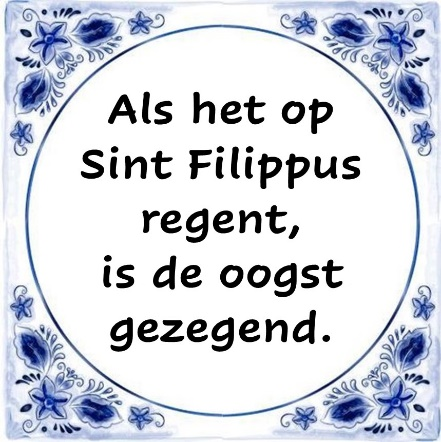 Als het op
Sint Filippus
regent,
is de oogst
gezegend.